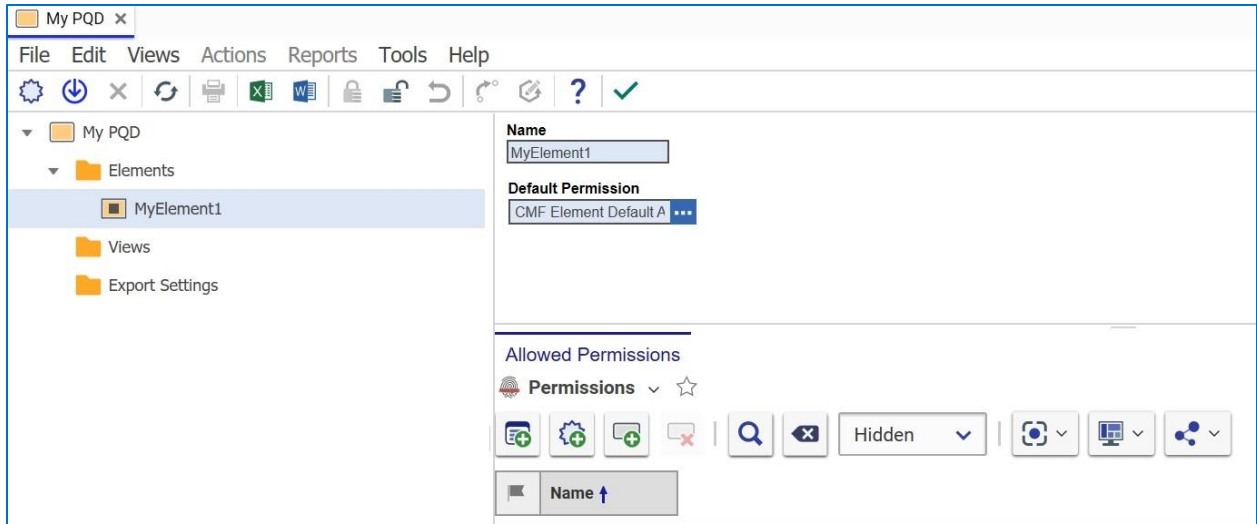 My PQD
File Edit Views Actions Reports Tools Help
My PQD
Elements
MyElement1
Views
Export Settings
Name
MyElement1
Default Permission
CMF Element Default A
Allowed Permissions
Permissions
Hidden
Name